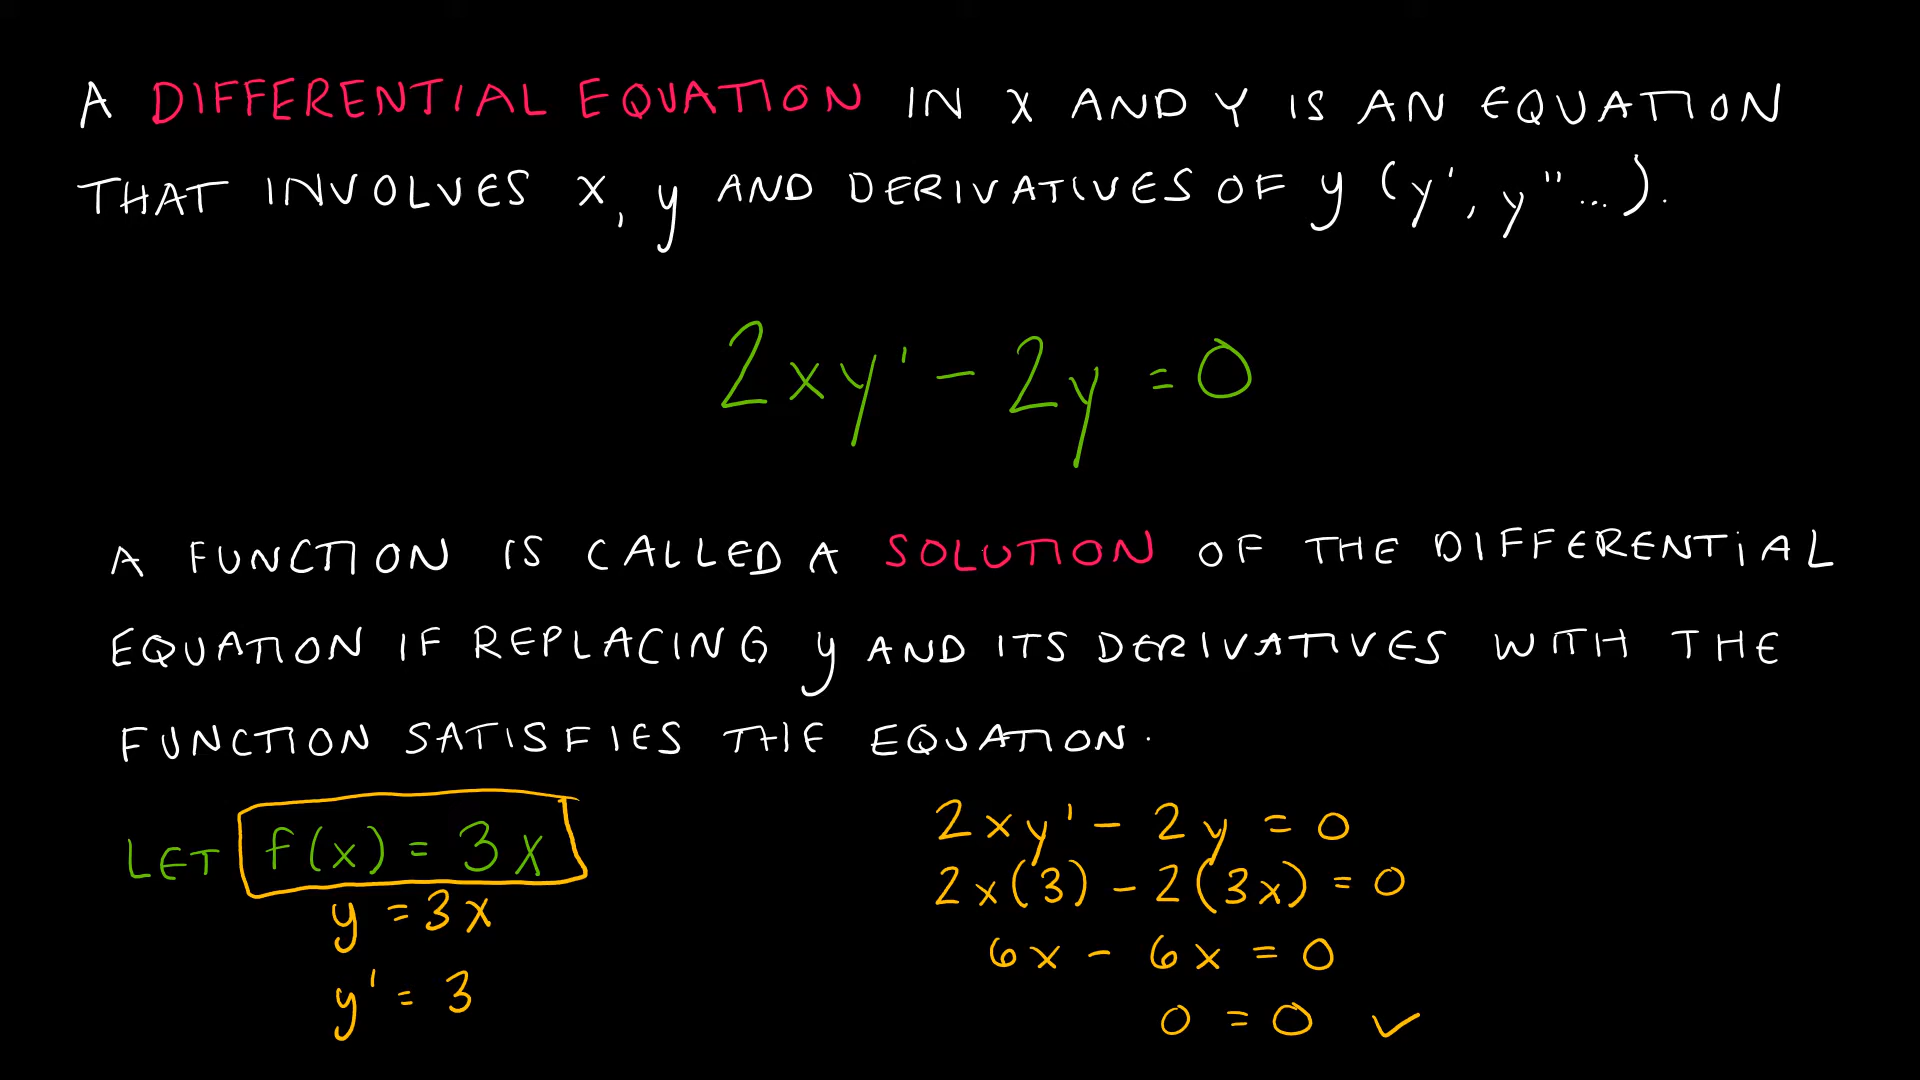 A DIFFERENTIAL EQUATION IN X AND Y IS AN EQUATION
THAT INVOLVES x, y AND DERIVATIVES OF y (y', y''...).
2xy' - 2y = 0
A FUNCTION IS CALLED A SOLUTION OF THE DIFFERENTIAL
EQUATION IF REPLACING y AND ITS DERIVATIVES WITH THE
FUNCTION SATISFIES THE EQUATION.
LET f(x) = 3x
y = 3x
y' = 3
2xy' - 2y = 0
2x(3) - 2(3x) = 0
6x - 6x = 0
0 = 0 ✓